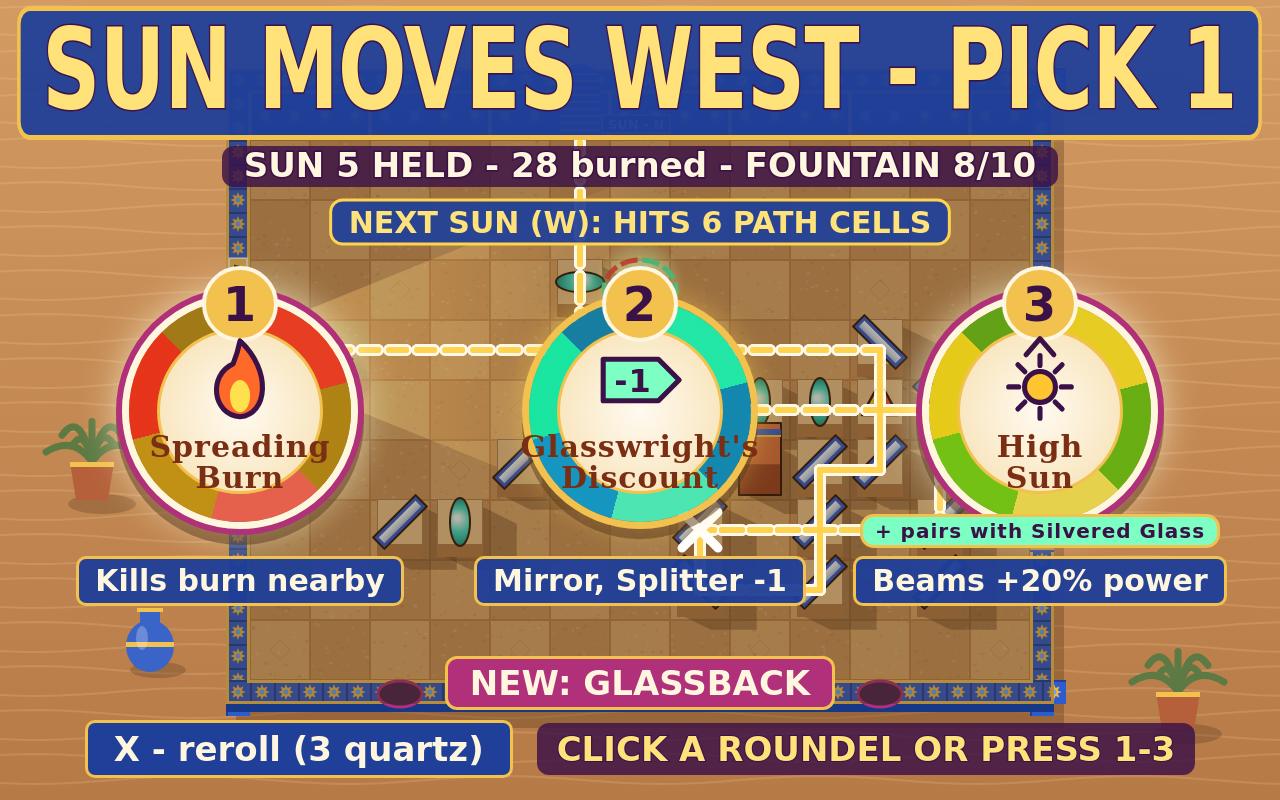 SUN MOVES WEST - PICK 1
SUN 5 HELD - 28 burned - FOUNTAIN 8/10
NEXT SUN (W): HITS 6 PATH CELLS
1
2
3
-1
Spreading
Burn
Glasswright's
Discount
High
Sun
+ pairs with Silvered Glass
Kills burn nearby
Mirror, Splitter -1
Beams +20% power
NEW: GLASSBACK
X - reroll (3 quartz)
CLICK A ROUNDEL OR PRESS 1-3